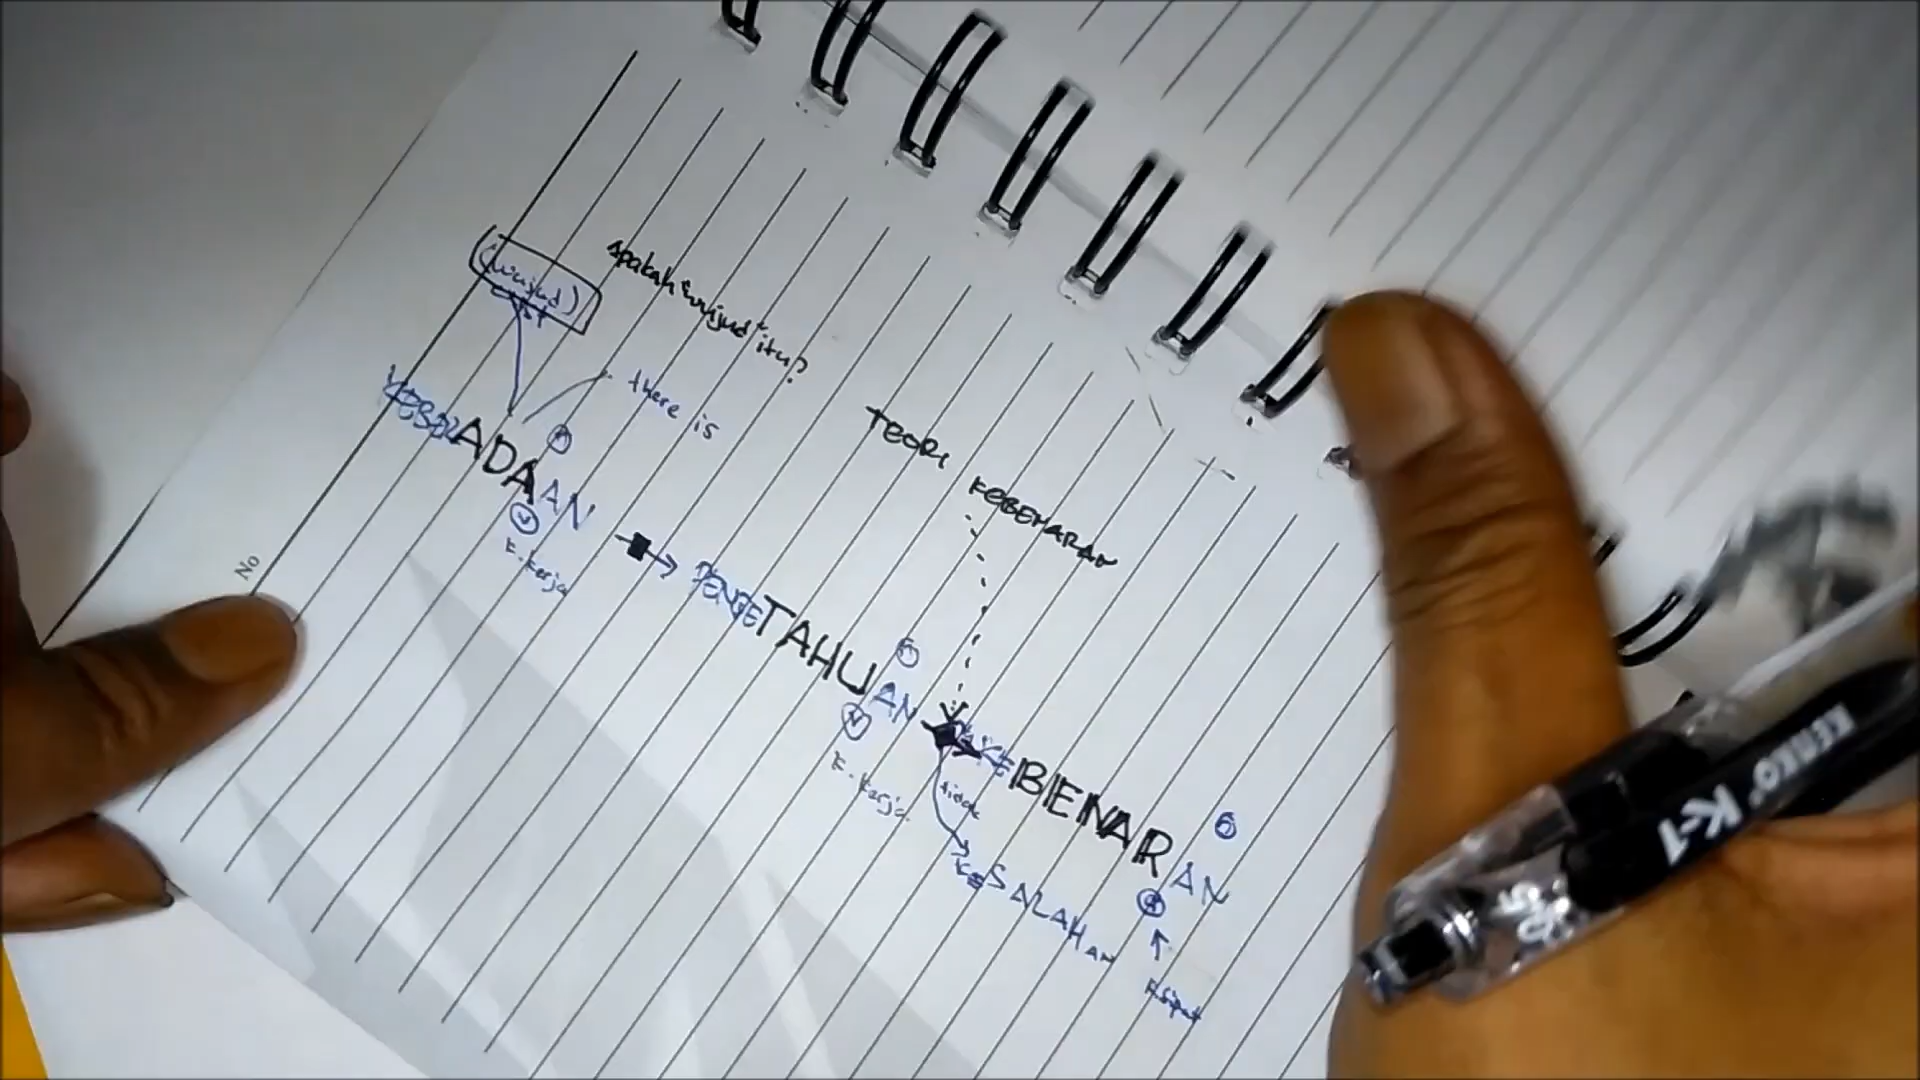 (wujud)
apakah "wujud" itu?
there is
KEBERADAAN
K. Kerja
TEORI KEBENARAN
PENGETAHUAN
K. Kerja
KEBENARAN
tidak
KESALAHAN
K. Sifat
No
KENKO K-1